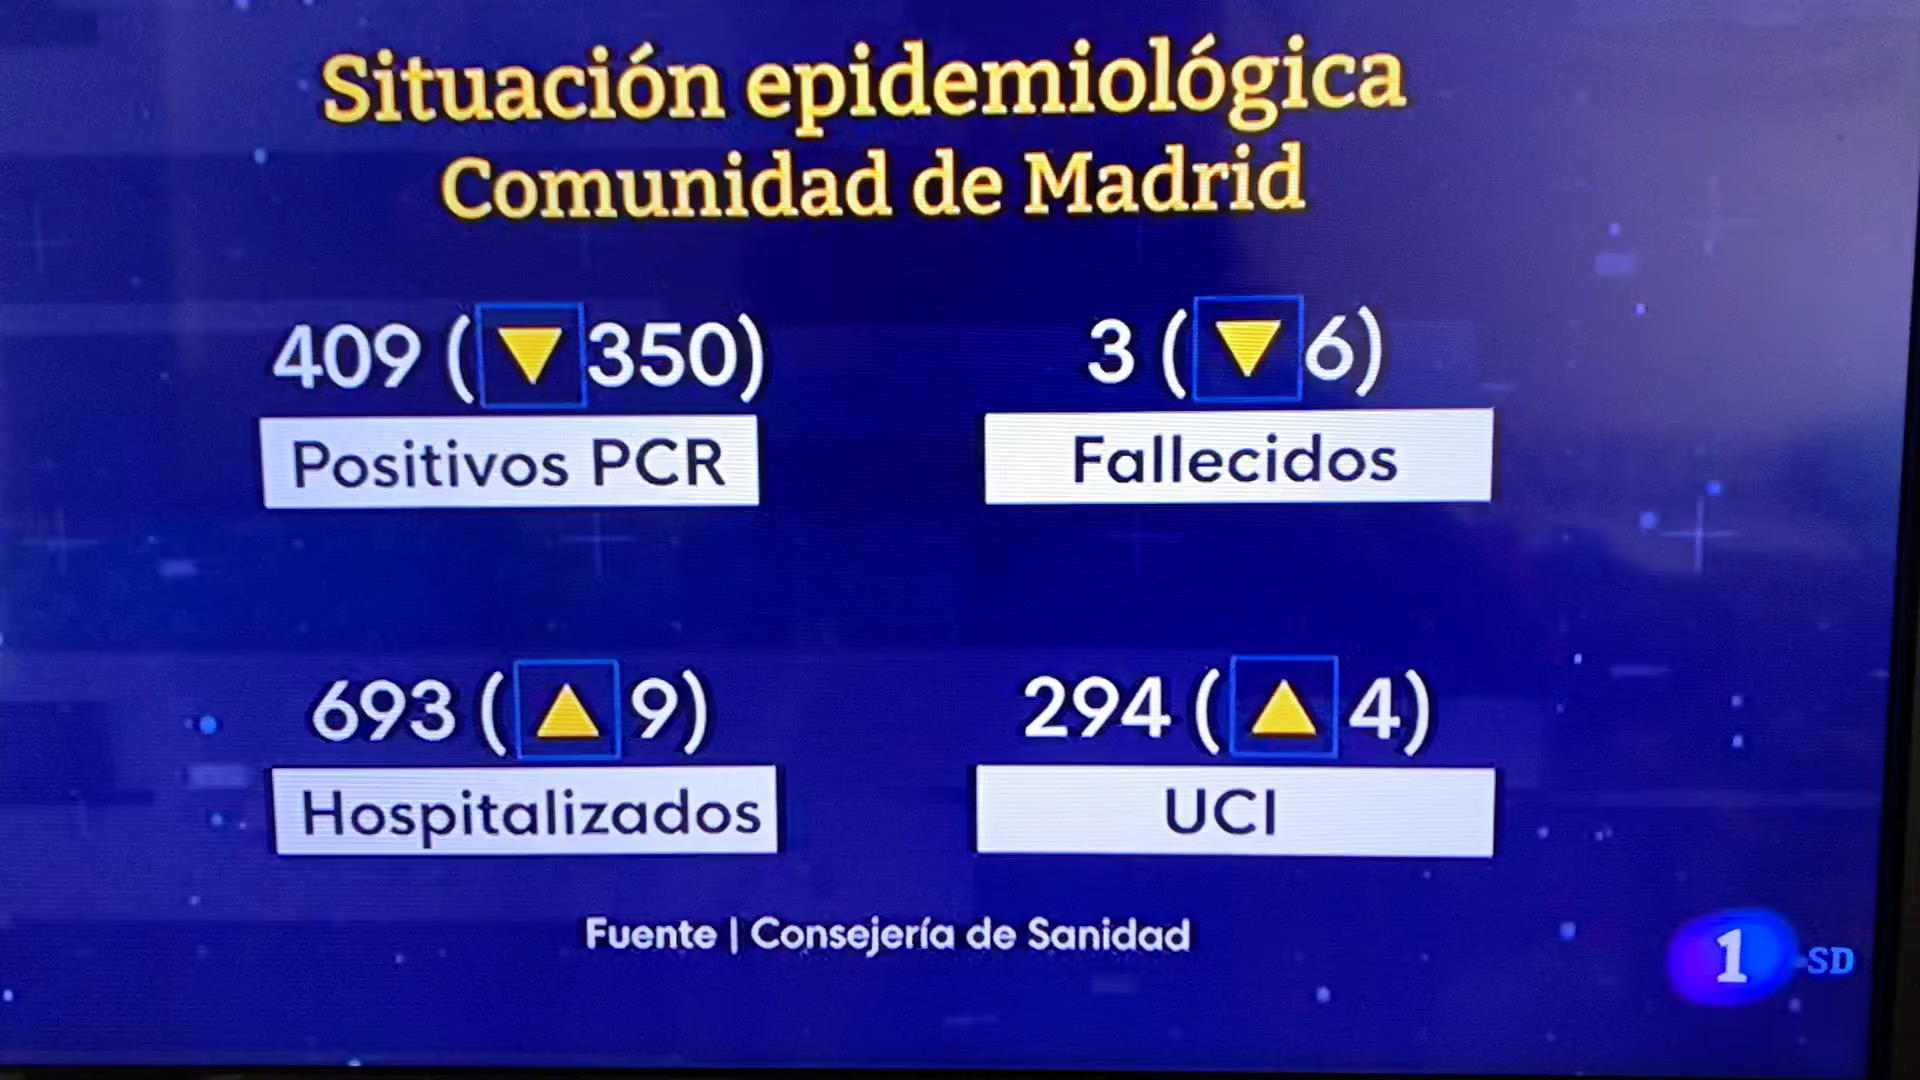 Situación epidemiológica
Comunidad de Madrid
409 (▼350)
Positivos PCR
3 (▼6)
Fallecidos
693 (▲9)
Hospitalizados
294 (▲4)
UCI
Fuente | Consejería de Sanidad
1 SD